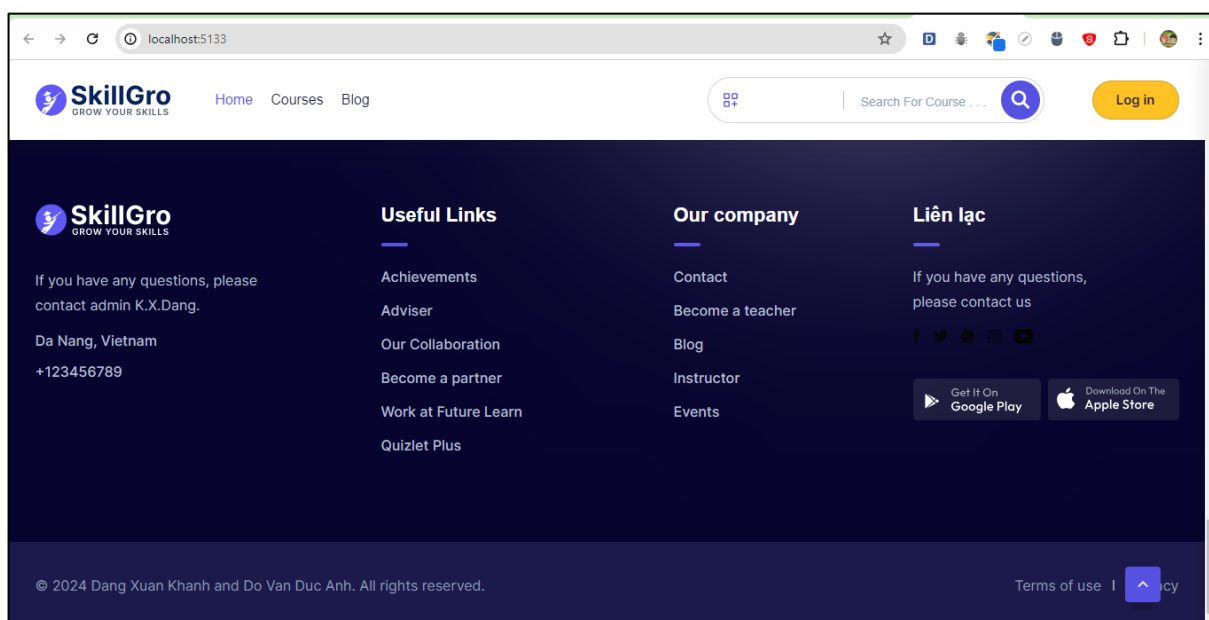 localhost:5133
SkillGro
GROW YOUR SKILLS
Home Courses Blog
Search For Course . . .
Log in
SkillGro
GROW YOUR SKILLS
If you have any questions, please
contact admin K.X.Dang.
Da Nang, Vietnam
+123456789
Useful Links
Achievements
Adviser
Our Collaboration
Become a partner
Work at Future Learn
Quizlet Plus
Our company
Contact
Become a teacher
Blog
Instructor
Events
Liên lạc
If you have any questions,
please contact us
Get It On
Google Play
Download On The
Apple Store
© 2024 Dang Xuan Khanh and Do Van Duc Anh. All rights reserved.
Terms of use